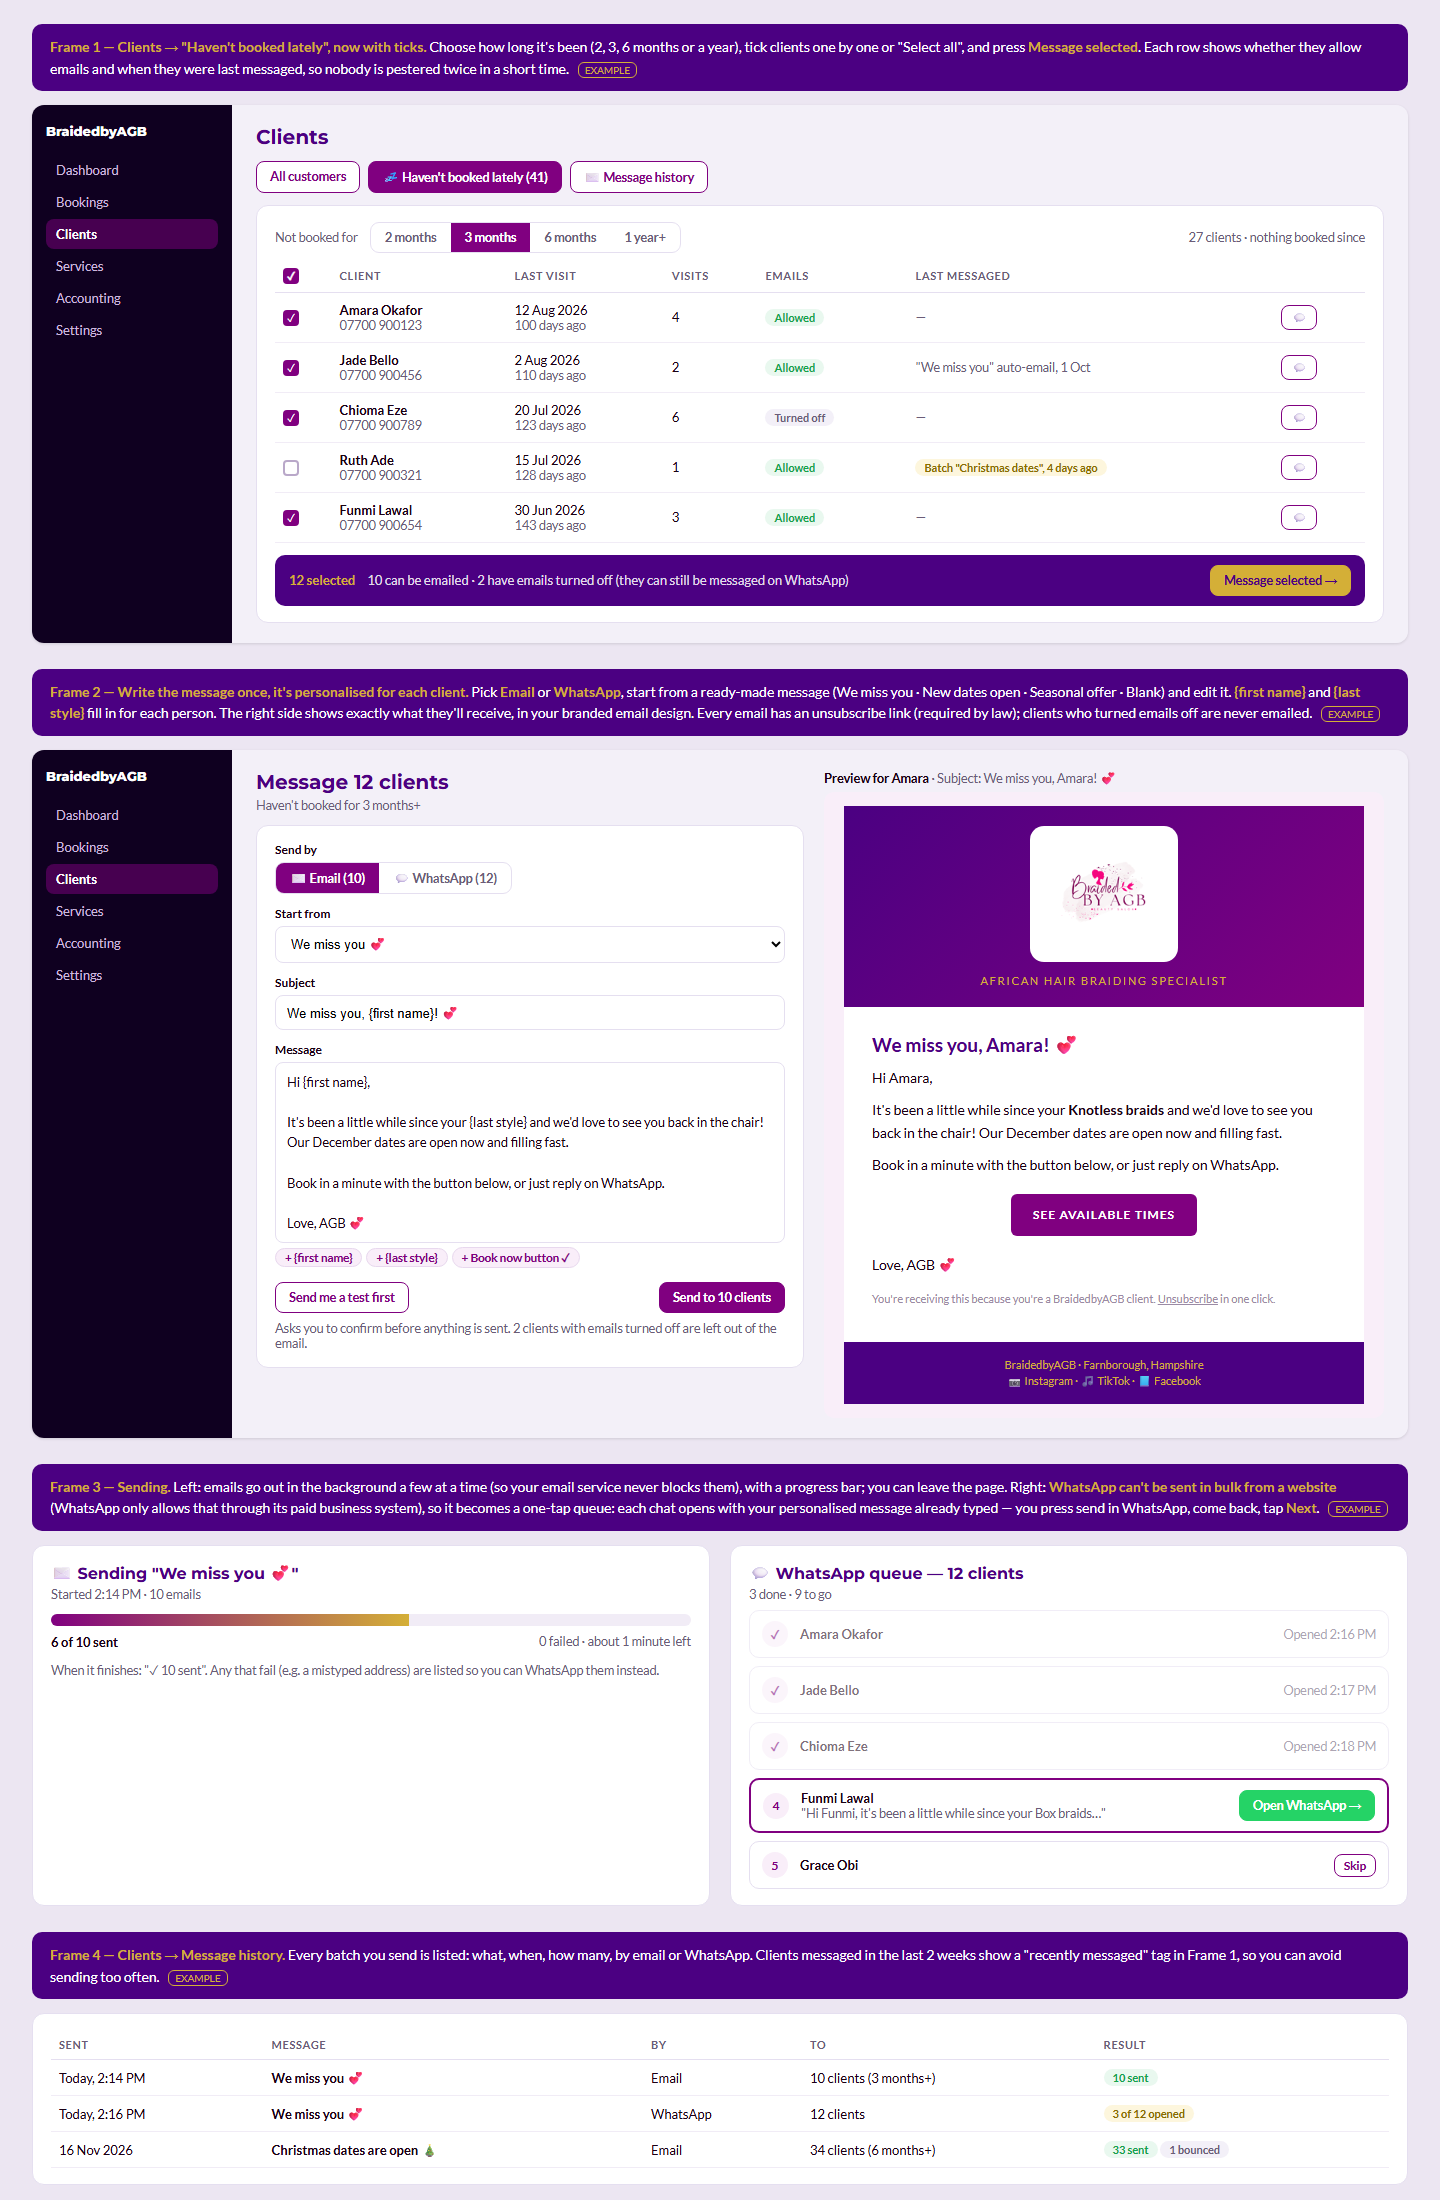 Frame 1 — Clients → "Haven't booked lately", now with ticks. Choose how long it's been (2, 3, 6 months or a year), tick clients one by one or "Select all", and press Message selected. Each row shows whether they allow
emails and when they were last messaged, so nobody is pestered twice in a short time. EXAMPLE
BraidedbyAGB
Dashboard
Bookings
Clients
Services
Accounting
Settings
Clients
All customers
💤 Haven't booked lately (41)
✉️ Message history
Not booked for 2 months 3 months 6 months 1 year+ 27 clients · nothing booked since
CLIENT LAST VISIT VISITS EMAILS LAST MESSAGED
Amara Okafor 12 Aug 2026 4 Allowed —
07700 900123 100 days ago
Jade Bello 2 Aug 2026 2 Allowed "We miss you" auto-email, 1 Oct
07700 900456 110 days ago
Chioma Eze 20 Jul 2026 6 Turned off —
07700 900789 123 days ago
Ruth Ade 15 Jul 2026 1 Allowed Batch "Christmas dates", 4 days ago
07700 900321 128 days ago
Funmi Lawal 30 Jun 2026 3 Allowed —
07700 900654 143 days ago
12 selected 10 can be emailed · 2 have emails turned off (they can still be messaged on WhatsApp) Message selected →
Frame 2 — Write the message once, it's personalised for each client. Pick Email or WhatsApp, start from a ready-made message (We miss you · New dates open · Seasonal offer · Blank) and edit it. {first name} and {last
style} fill in for each person. The right side shows exactly what they'll receive, in your branded email design. Every email has an unsubscribe link (required by law); clients who turned emails off are never emailed. EXAMPLE
BraidedbyAGB
Dashboard
Bookings
Clients
Services
Accounting
Settings
Message 12 clients
Haven't booked for 3 months+
Send by
✉️ Email (10) 💬 WhatsApp (12)
Start from
We miss you 💕
Subject
We miss you, {first name}! 💕
Message
Hi {first name},
It's been a little while since your {last style} and we'd love to see you back in the chair!
Our December dates are open now and filling fast.
Book in a minute with the button below, or just reply on WhatsApp.
Love, AGB 💕
+ {first name} + {last style} + Book now button ✓
Send me a test first Send to 10 clients
Asks you to confirm before anything is sent. 2 clients with emails turned off are left out of the
email.
Preview for Amara · Subject: We miss you, Amara! 💕
Braided
BY AGB
AFRICAN HAIR BRAIDING SPECIALIST
We miss you, Amara! 💕
Hi Amara,
It's been a little while since your Knotless braids and we'd love to see you
back in the chair! Our December dates are open now and filling fast.
Book in a minute with the button below, or just reply on WhatsApp.
SEE AVAILABLE TIMES
Love, AGB 💕
You're receiving this because you're a BraidedbyAGB client. Unsubscribe in one click.
BraidedbyAGB · Farnborough, Hampshire
📷 Instagram · 🎵 TikTok · 📘 Facebook
Frame 3 — Sending. Left: emails go out in the background a few at a time (so your email service never blocks them), with a progress bar; you can leave the page. Right: WhatsApp can't be sent in bulk from a website
(WhatsApp only allows that through its paid business system), so it becomes a one-tap queue: each chat opens with your personalised message already typed — you press send in WhatsApp, come back, tap Next. EXAMPLE
✉️ Sending "We miss you 💕"
Started 2:14 PM · 10 emails
6 of 10 sent 0 failed · about 1 minute left
When it finishes: "✓ 10 sent". Any that fail (e.g. a mistyped address) are listed so you can WhatsApp them instead.
💬 WhatsApp queue — 12 clients
3 done · 9 to go
✓ Amara Okafor Opened 2:16 PM
✓ Jade Bello Opened 2:17 PM
✓ Chioma Eze Opened 2:18 PM
4 Funmi Lawal Open WhatsApp →
"Hi Funmi, it's been a little while since your Box braids…"
5 Grace Obi Skip
Frame 4 — Clients → Message history. Every batch you send is listed: what, when, how many, by email or WhatsApp. Clients messaged in the last 2 weeks show a "recently messaged" tag in Frame 1, so you can avoid
sending too often. EXAMPLE
SENT MESSAGE BY TO RESULT
Today, 2:14 PM We miss you 💕 Email 10 clients (3 months+) 10 sent
Today, 2:16 PM We miss you 💕 WhatsApp 12 clients 3 of 12 opened
16 Nov 2026 Christmas dates are open 🎄 Email 34 clients (6 months+) 33 sent 1 bounced